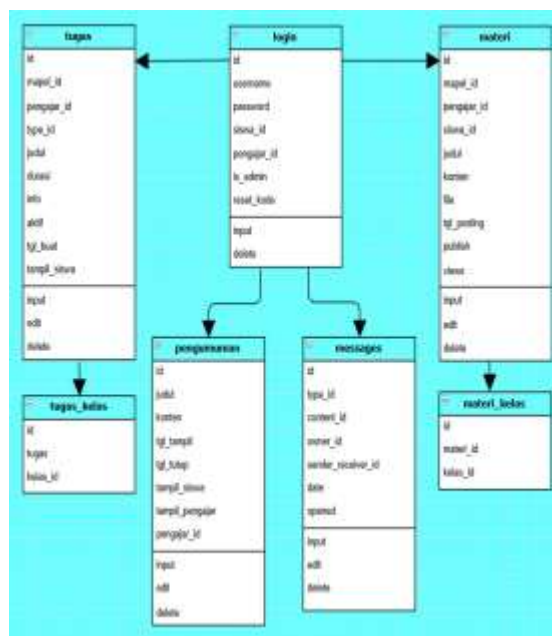 tugas
id
mapel_id
pengajar_id
type_id
judul
durasi
info
aktif
tgl_buat
tampil_siswa
input
edit
delete
login
id
username
password
siswa_id
pengajar_id
is_admin
reset_kode
input
delete
materi
id
mapel_id
pengajar_id
siswa_id
judul
konten
file
tgl_posting
publish
views
input
edit
delete
tugas_kelas
id
tugas
kelas_id
pengumuman
id
judul
konten
tgl_tampil
tgl_tutup
tampil_siswa
tampil_pengajar
pengajar_id
input
edit
delete
messages
id
type_id
content_id
owner_id
sender_receiver_id
date
opened
input
edit
delete
materi_kelas
id
materi_id
kelas_id